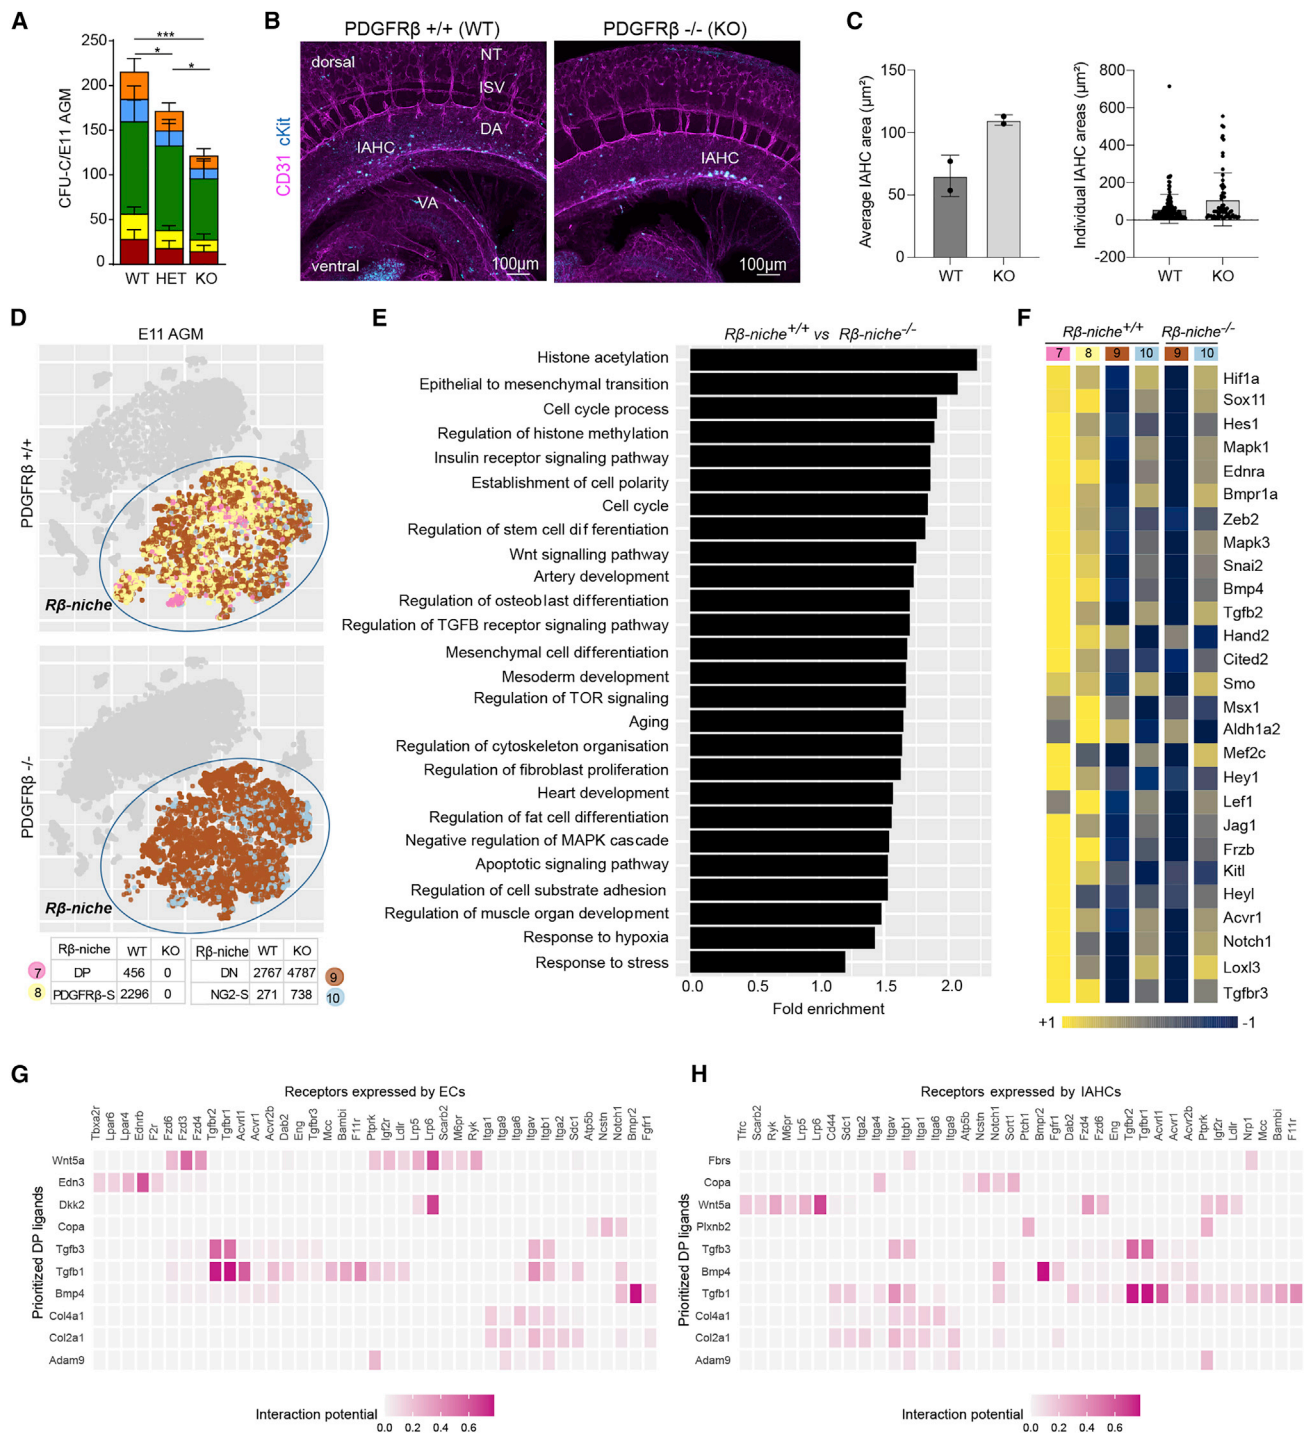 A
CFU-C/E11 AGM
250
200
150
100
50
0
***
*
*
WT HET KO
B
PDGFRβ +/+ (WT)
PDGFRβ -/- (KO)
CD31 cKit
dorsal
NT
ISV
DA
IAHC
VA
ventral
100µm
IAHC
100µm
C
Average IAHC area (µm²)
150
100
50
0
WT KO
Individual IAHC areas (µm²)
800
600
400
200
0
-200
WT KO
D
E11 AGM
PDGFRβ +/+
Rβ-niche
PDGFRβ -/-
Rβ-niche
Rβ-niche WT KO
7 DP 456 0
8 PDGFRβ-S 2296 0
Rβ-niche WT KO
DN 2767 4787 9
NG2-S 271 738 10
E
Rβ-niche+/+ vs Rβ-niche-/-
Histone acetylation
Epithelial to mesenchymal transition
Cell cycle process
Regulation of histone methylation
Insulin receptor signaling pathway
Establishment of cell polarity
Cell cycle
Regulation of stem cell differentiation
Wnt signalling pathway
Artery development
Regulation of osteoblast differentiation
Regulation of TGFB receptor signaling pathway
Mesenchymal cell differentiation
Mesoderm development
Regulation of TOR signaling
Aging
Regulation of cytoskeleton organisation
Regulation of fibroblast proliferation
Heart development
Regulation of fat cell differentiation
Negative regulation of MAPK cascade
Apoptotic signaling pathway
Regulation of cell substrate adhesion
Regulation of muscle organ development
Response to hypoxia
Response to stress
0.0 0.5 1.0 1.5 2.0
Fold enrichment
F
Rβ-niche+/+ Rβ-niche-/-
7 8 9 10 9 10
Hif1a
Sox11
Hes1
Mapk1
Ednra
Bmpr1a
Zeb2
Mapk3
Snai2
Bmp4
Tgfb2
Hand2
Cited2
Smo
Msx1
Aldh1a2
Mef2c
Hey1
Lef1
Jag1
Frzb
Kitl
Heyl
Acvr1
Notch1
Loxl3
Tgfbr3
+1 -1
G
Receptors expressed by ECs
Tbxa2r Lpar6 Lpar4 Ednrb F2r Fzd6 Fzd3 Fzd4 Tgfbr2 Tgfbr1 Acvrl1 Acvr1 Acvr2b Dab2 Eng Tgfbr3 Mcc Bambi F11r Ptprk Igf2r Ldlr Lrp5 Lrp6 Scarb2 M6pr Ryk Itga1 Itga9 Itga6 Itgav Itgb1 Itga2 Sdc1 Atp5b Ncstn Notch1 Bmpr2 Fgfr1
Prioritized DP ligands
Wnt5a
Edn3
Dkk2
Copa
Tgfb3
Tgfb1
Bmp4
Col4a1
Col2a1
Adam9
Interaction potential
0.0 0.2 0.4 0.6
H
Receptors expressed by IAHCs
Tfrc Scarb2 Ryk M6pr Lrp5 Lrp6 Cd44 Sdc1 Itga2 Itga4 Itgav Itgb1 Itga1 Itga6 Itga9 Atp5b Ncstn Notch1 Sort1 Ptch1 Bmpr2 Fgfr1 Dab2 Fzd4 Fzd6 Eng Tgfbr2 Tgfbr1 Acvrl1 Acvr1 Acvr2b Ptprk Igf2r Ldlr Nrp1 Mcc Bambi F11r
Prioritized DP ligands
Fbrs
Copa
Wnt5a
Plxnb2
Tgfb3
Bmp4
Tgfb1
Col4a1
Col2a1
Adam9
Interaction potential
0.0 0.2 0.4 0.6